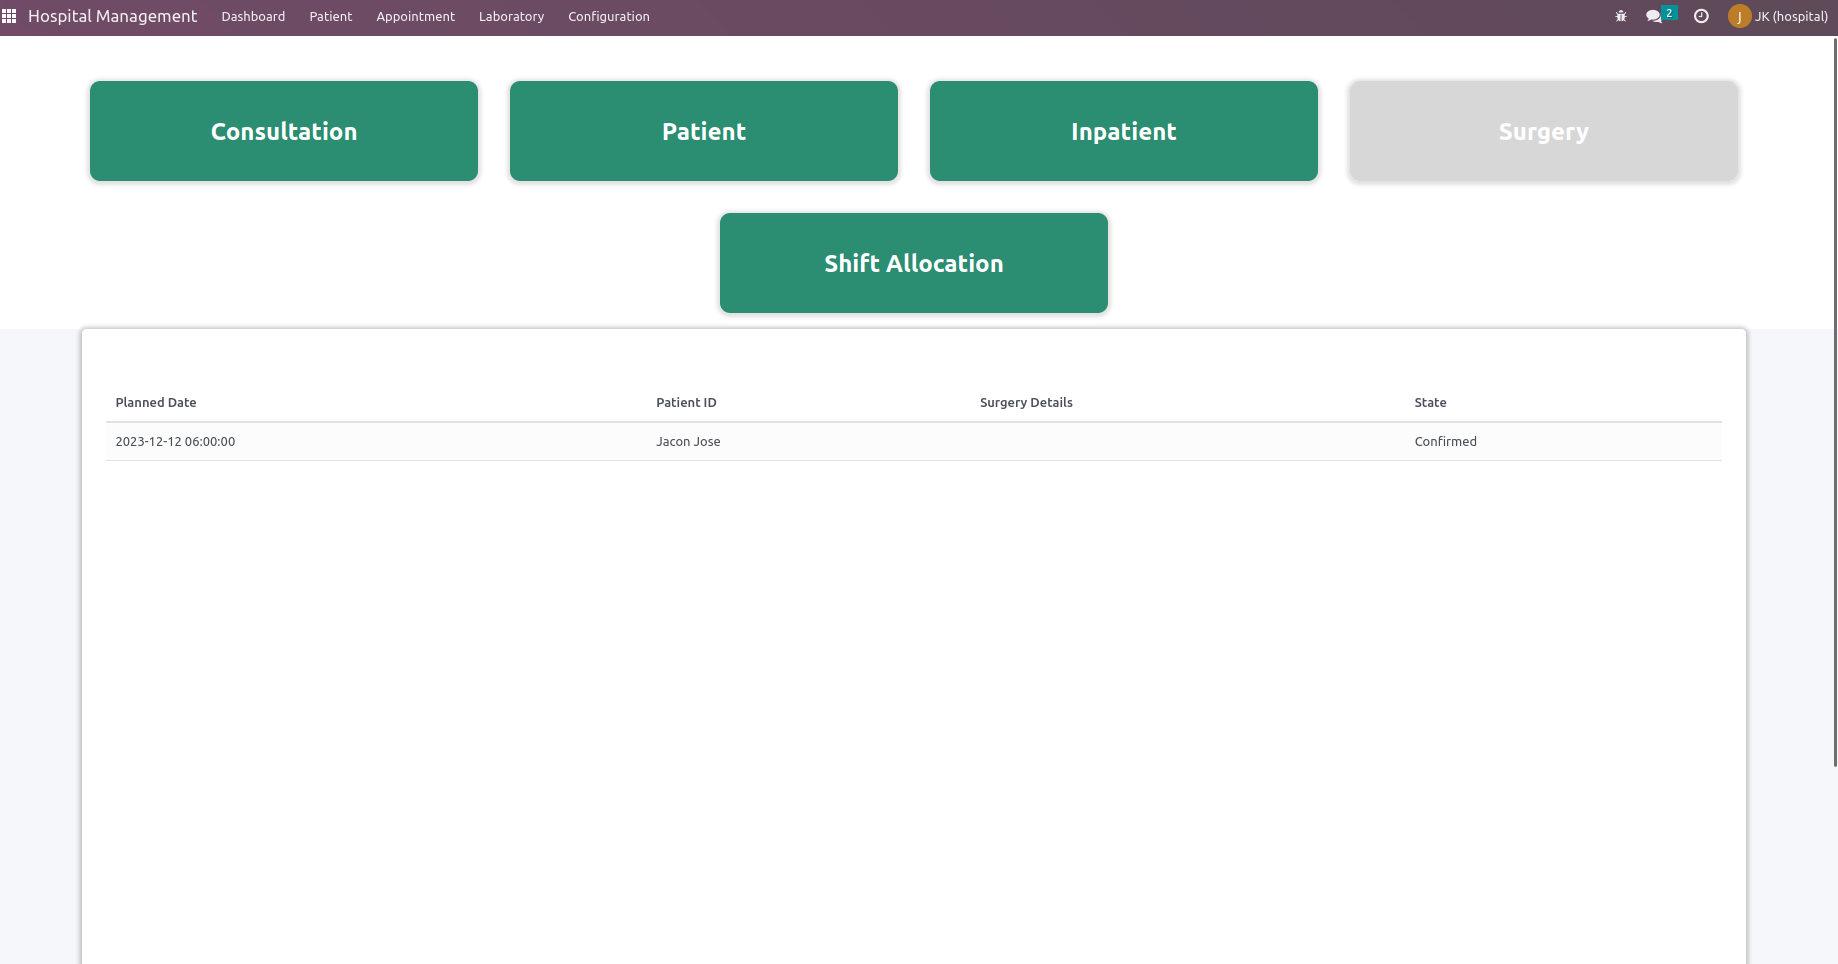 Hospital Management Dashboard Patient Appointment Laboratory Configuration 2 J JK (hospital)
Consultation Patient Inpatient Surgery
Shift Allocation
Planned Date Patient ID Surgery Details State
2023-12-12 06:00:00 Jacon Jose Confirmed